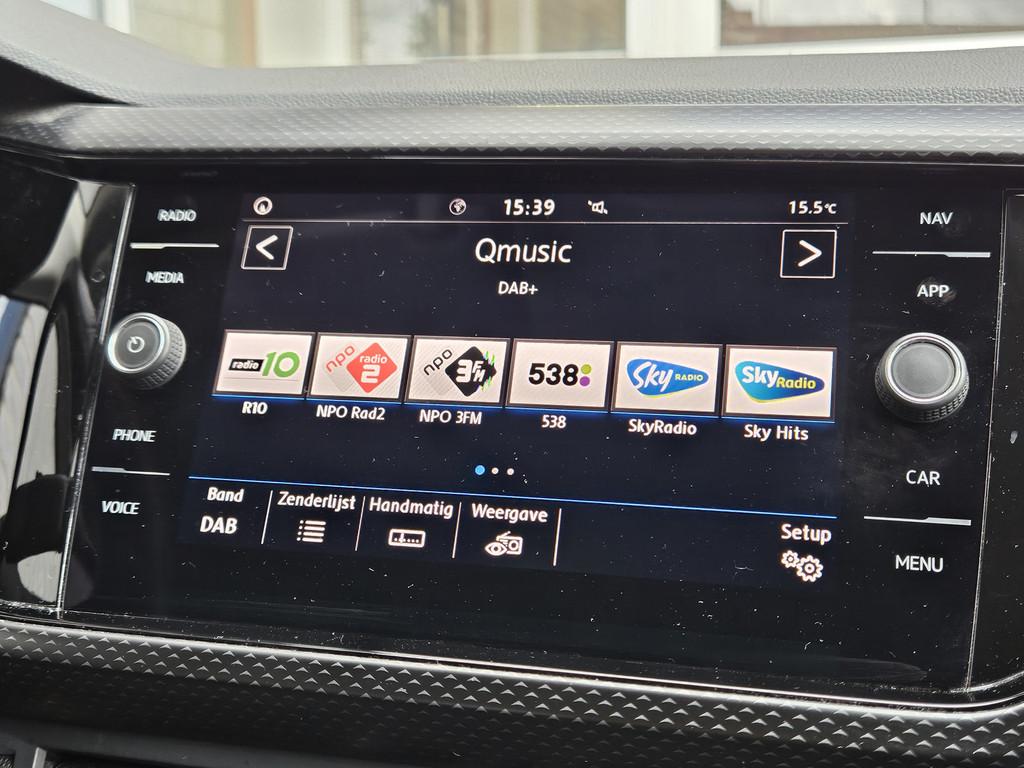 RADIO
MEDIA
PHONE
VOICE
15:39
15.5°C
Qmusic
DAB+
radio 10
npo radio 2
npo 3FM
538
Sky RADIO
Sky Radio
R10
NPO Rad2
NPO 3FM
538
SkyRadio
Sky Hits
Band
DAB
Zenderlijst
Handmatig
Weergave
Setup
NAV
APP
CAR
MENU